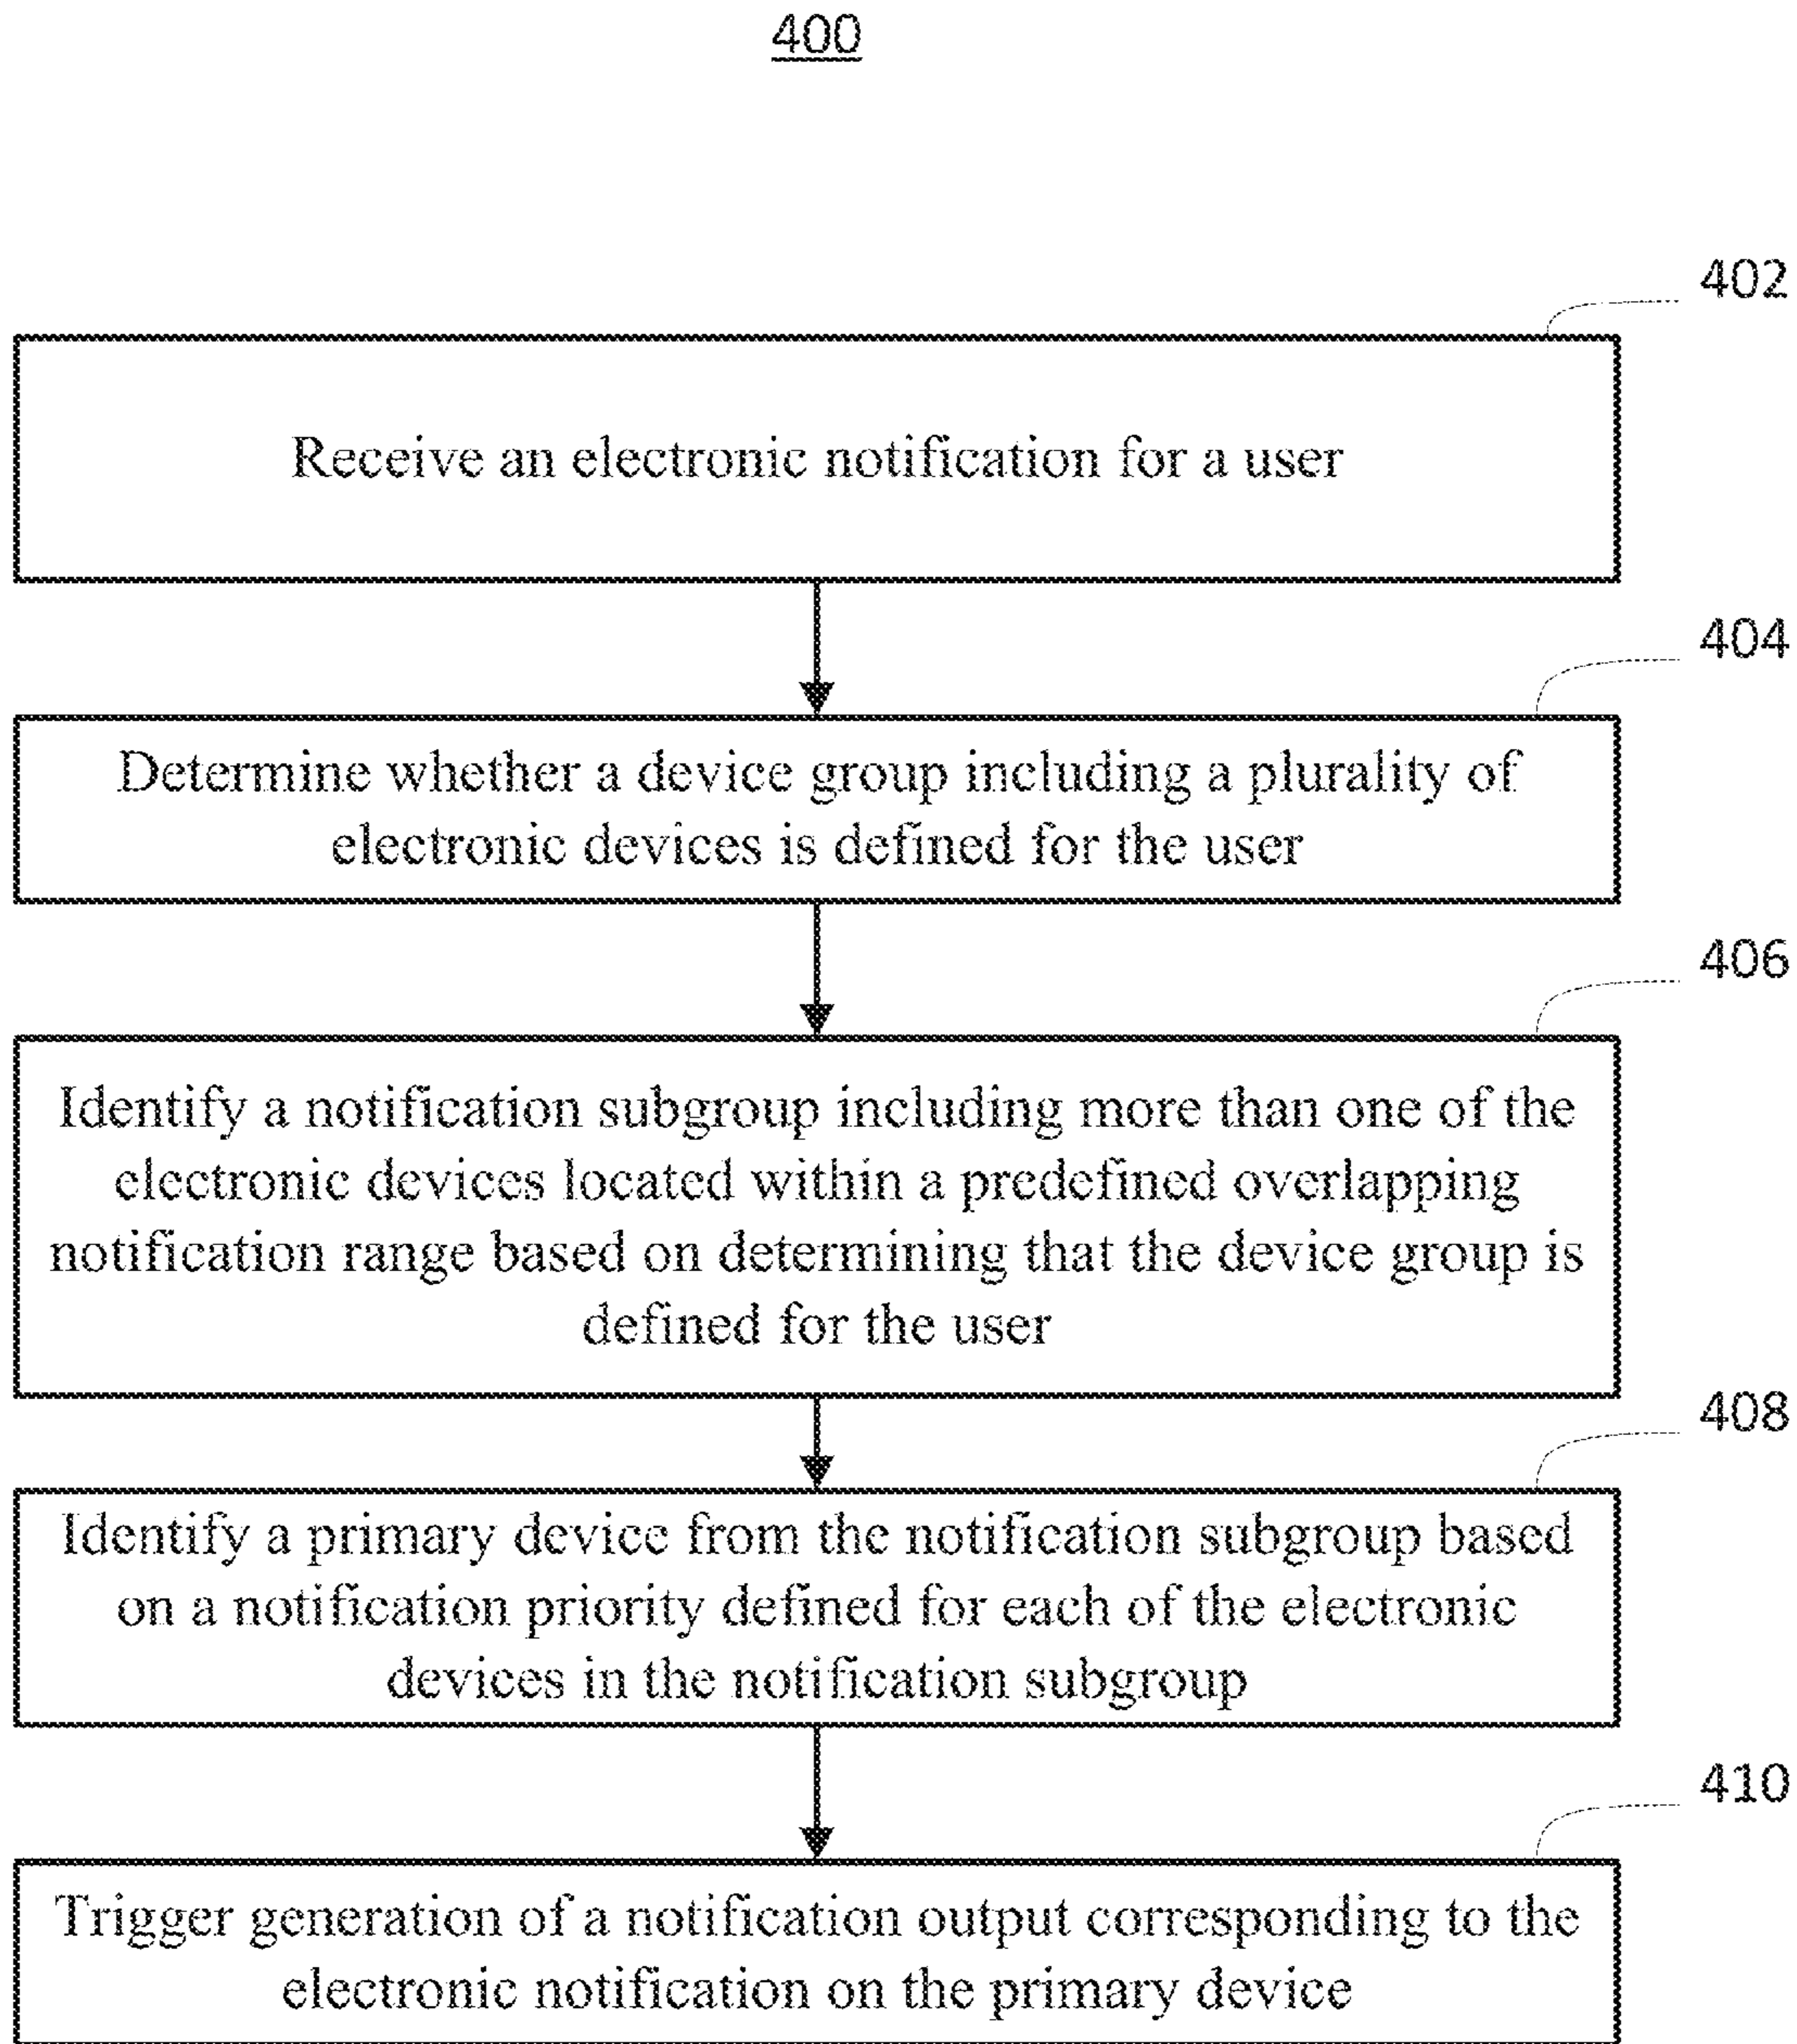 400
402
Receive an electronic notification for a user
404
Determine whether a device group including a plurality of
electronic devices is defined for the user
406
Identify a notification subgroup including more than one of the
electronic devices located within a predefined overlapping
notification range based on determining that the device group is
defined for the user
408
Identify a primary device from the notification subgroup based
on a notification priority defined for each of the electronic
devices in the notification subgroup
410
Trigger generation of a notification output corresponding to the
electronic notification on the primary device